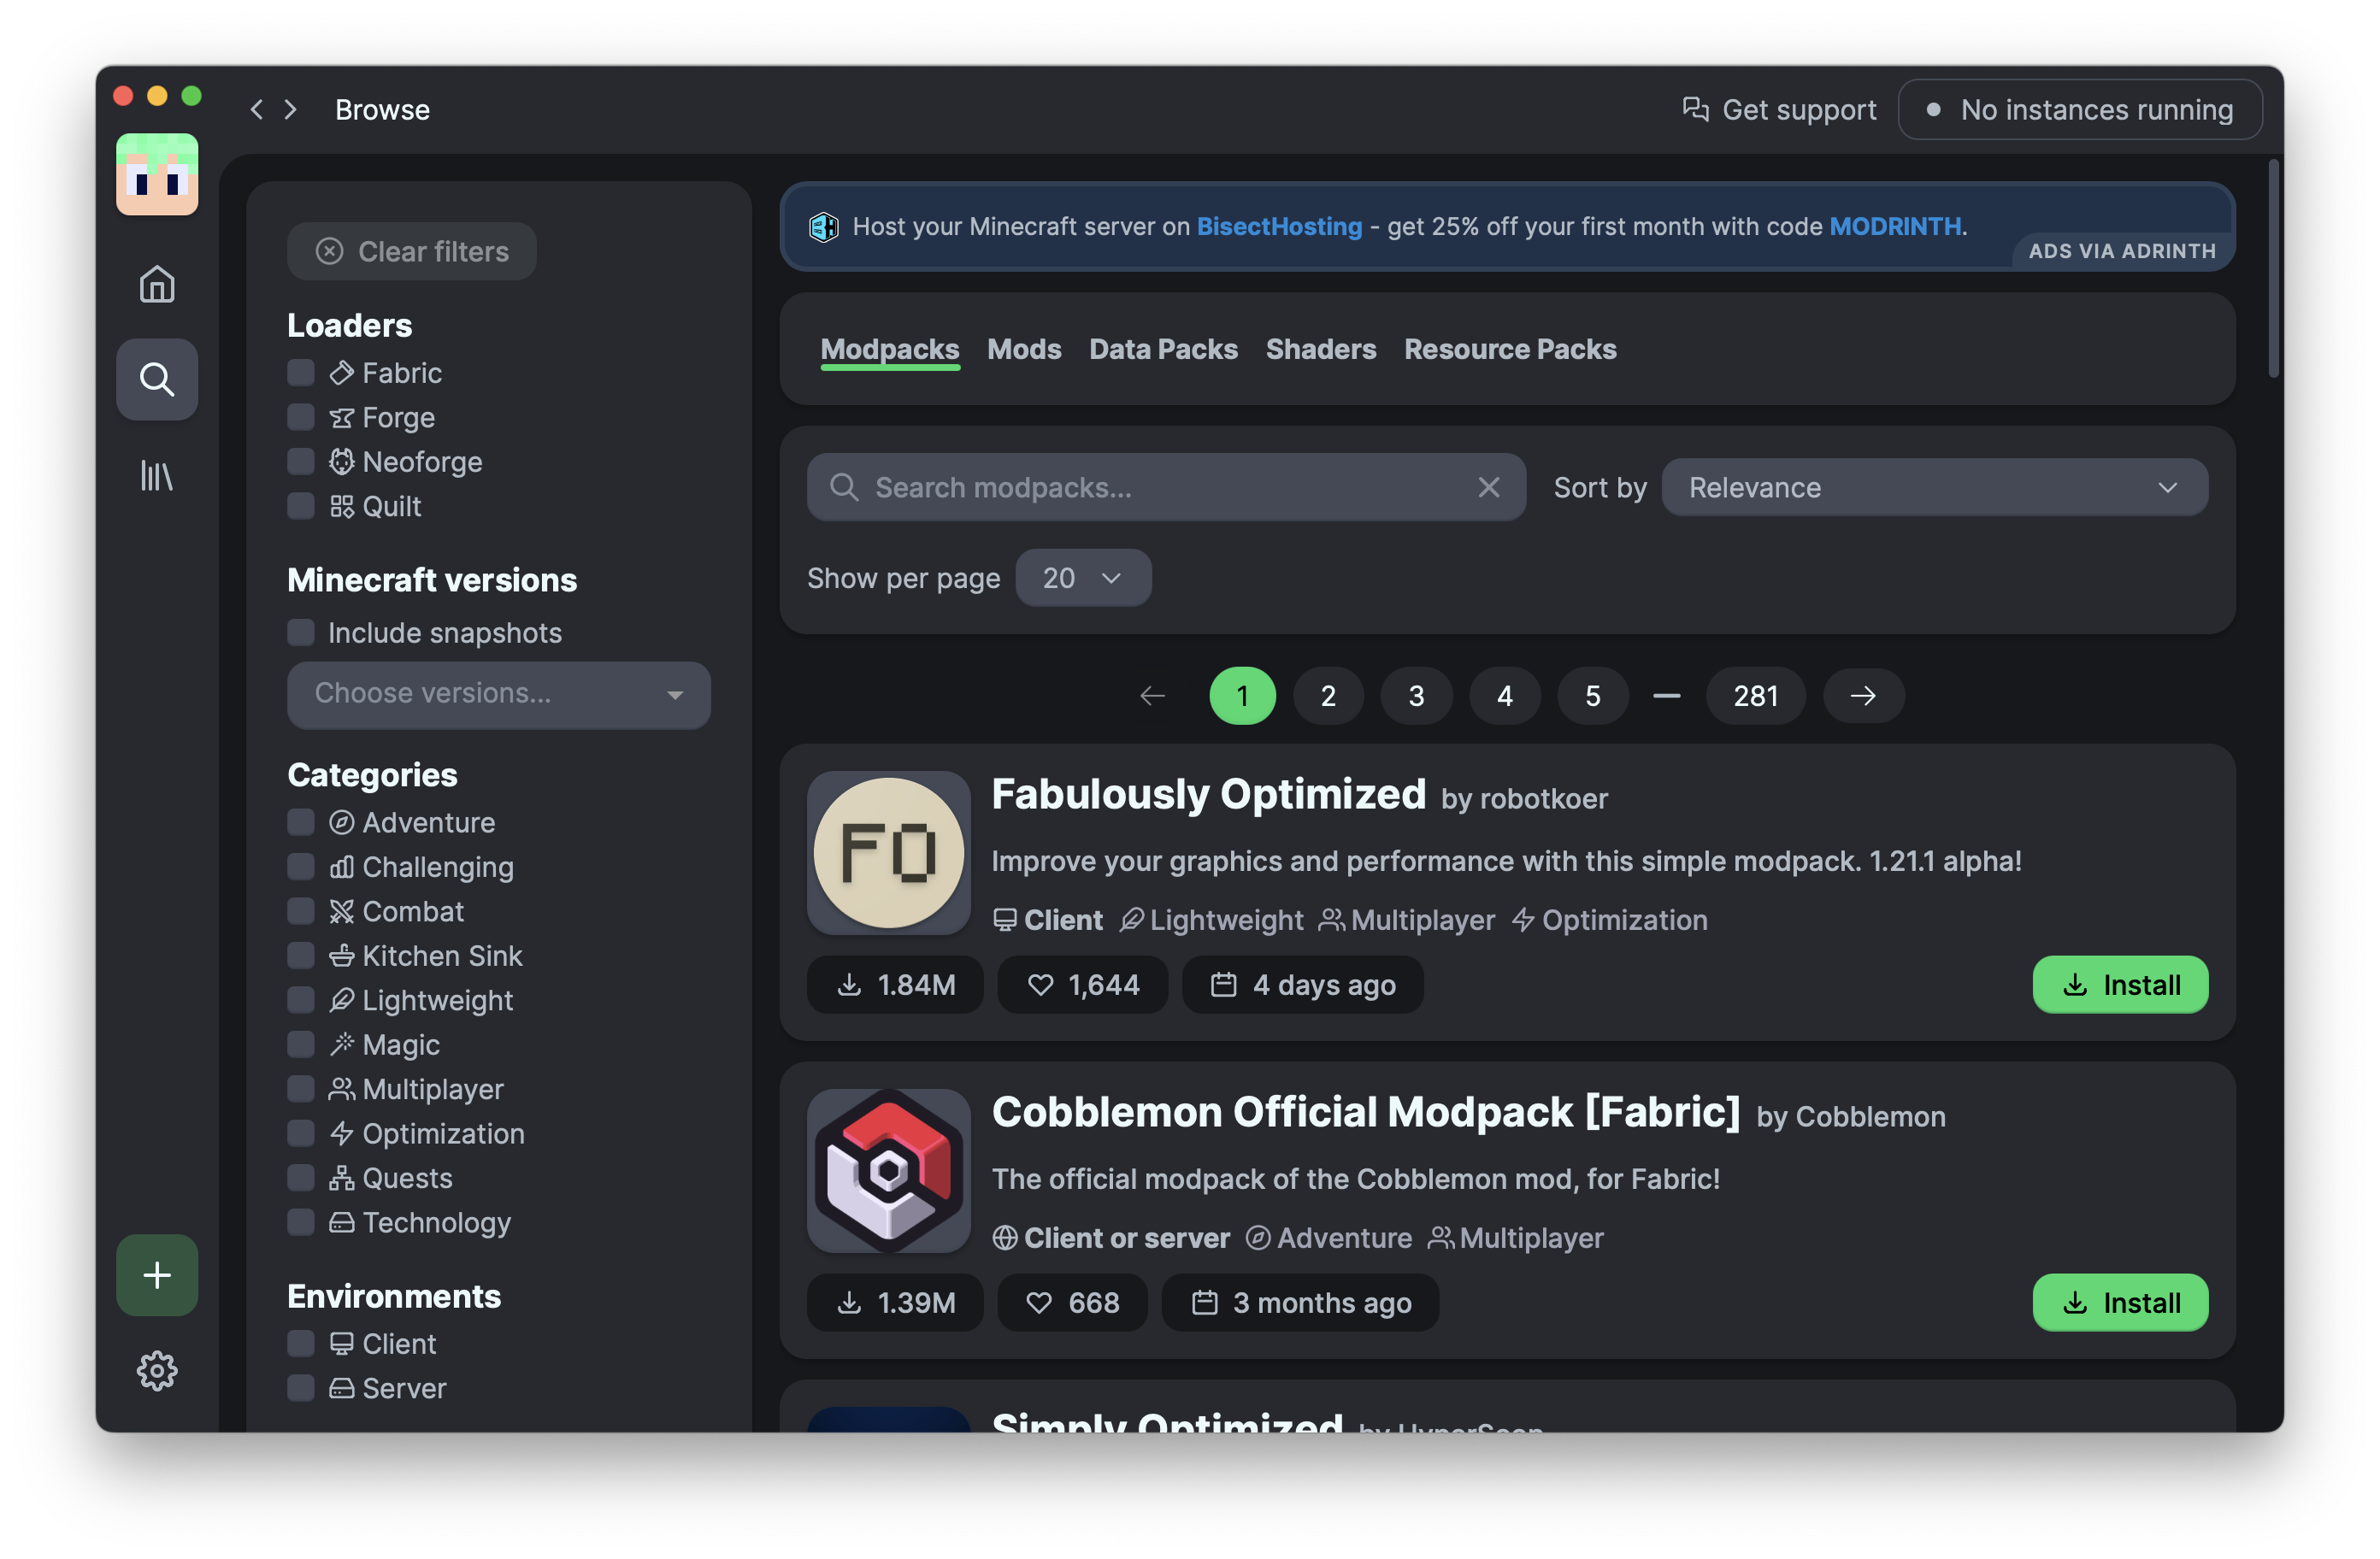 Browse
Get support
No instances running
Clear filters
Loaders
Fabric
Forge
Neoforge
Quilt
Minecraft versions
Include snapshots
Choose versions...
Categories
Adventure
Challenging
Combat
Kitchen Sink
Lightweight
Magic
Multiplayer
Optimization
Quests
Technology
Environments
Client
Server
Host your Minecraft server on BisectHosting - get 25% off your first month with code MODRINTH.
ADS VIA ADRINTH
Modpacks Mods Data Packs Shaders Resource Packs
Search modpacks...
Sort by Relevance
Show per page 20
1 2 3 4 5 — 281
FO
Fabulously Optimized by robotkoer
Improve your graphics and performance with this simple modpack. 1.21.1 alpha!
Client Lightweight Multiplayer Optimization
1.84M 1,644 4 days ago Install
Cobblemon Official Modpack [Fabric] by Cobblemon
The official modpack of the Cobblemon mod, for Fabric!
Client or server Adventure Multiplayer
1.39M 668 3 months ago Install
Simply Optimized by HyperSoop